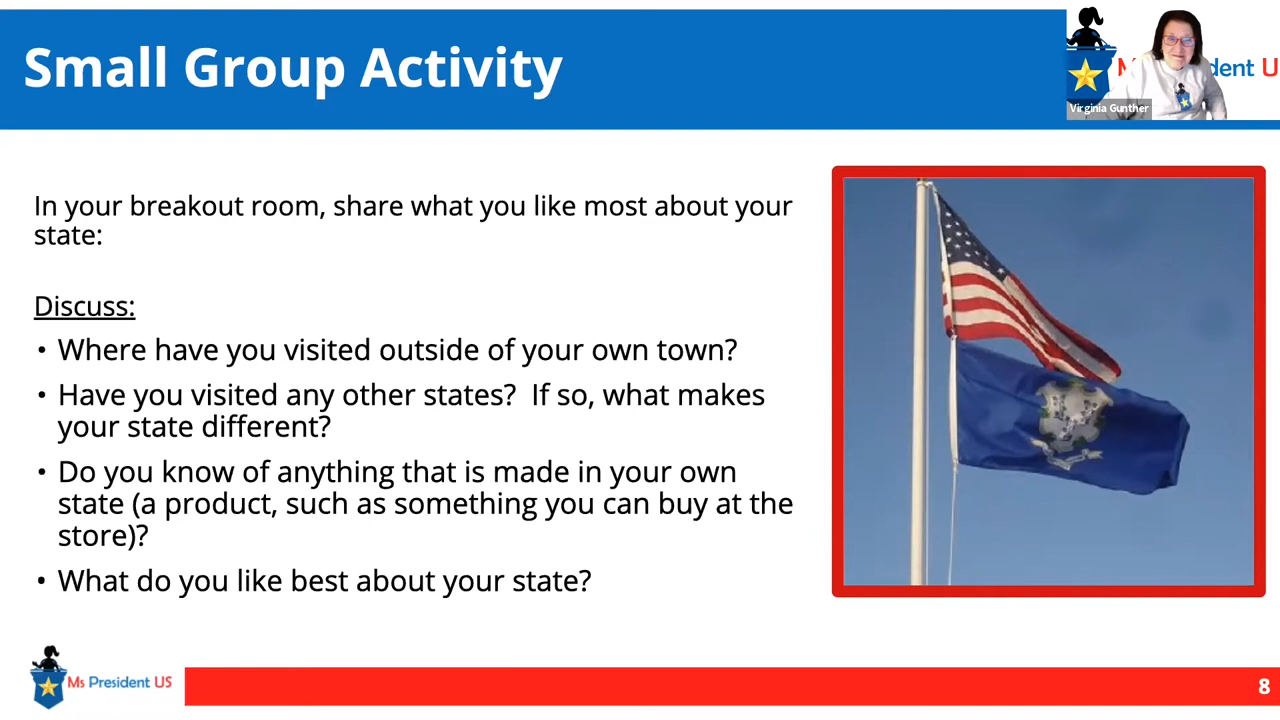 Small Group Activity
M dent U
Virginia Gunther
In your breakout room, share what you like most about your
state:
Discuss:
• Where have you visited outside of your own town?
• Have you visited any other states?  If so, what makes
your state different?
• Do you know of anything that is made in your own
state (a product, such as something you can buy at the
store)?
• What do you like best about your state?
Ms President US
8